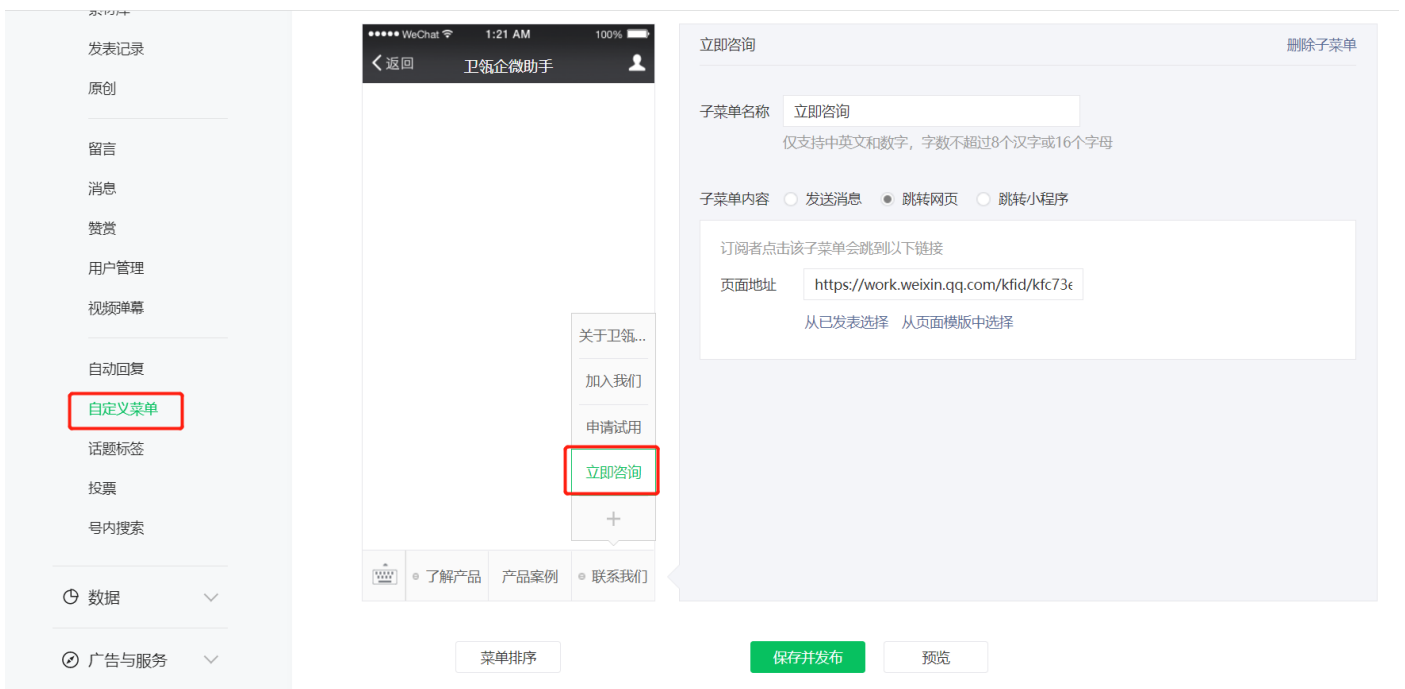 发表记录
原创
留言
消息
赞赏
用户管理
视频弹幕
自动回复
自定义菜单
话题标签
投票
号内搜索
数据
广告与服务
WeChat 1:21 AM 100%
返回 卫瓴企微助手
关于卫瓴...
加入我们
申请试用
立即咨询
+
了解产品 产品案例 联系我们
菜单排序
立即咨询 删除子菜单
子菜单名称 立即咨询
仅支持中英文和数字，字数不超过8个汉字或16个字母
子菜单内容 发送消息 跳转网页 跳转小程序
订阅者点击该子菜单会跳到以下链接
页面地址 https://work.weixin.qq.com/kfid/kfc73e
从已发表选择 从页面模版中选择
保存并发布 预览